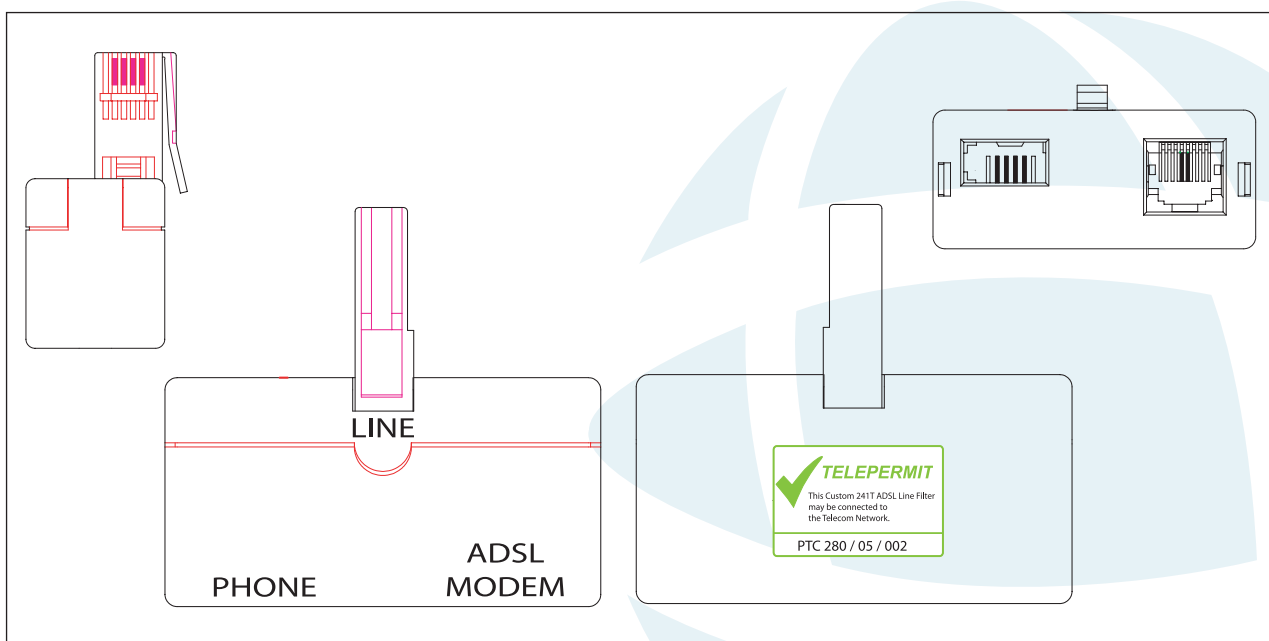 LINE
PHONE
ADSL
MODEM
TELEPERMIT
This Custom 241T ADSL Line Filter
may be connected to
the Telecom Network.
PTC 280 / 05 / 002